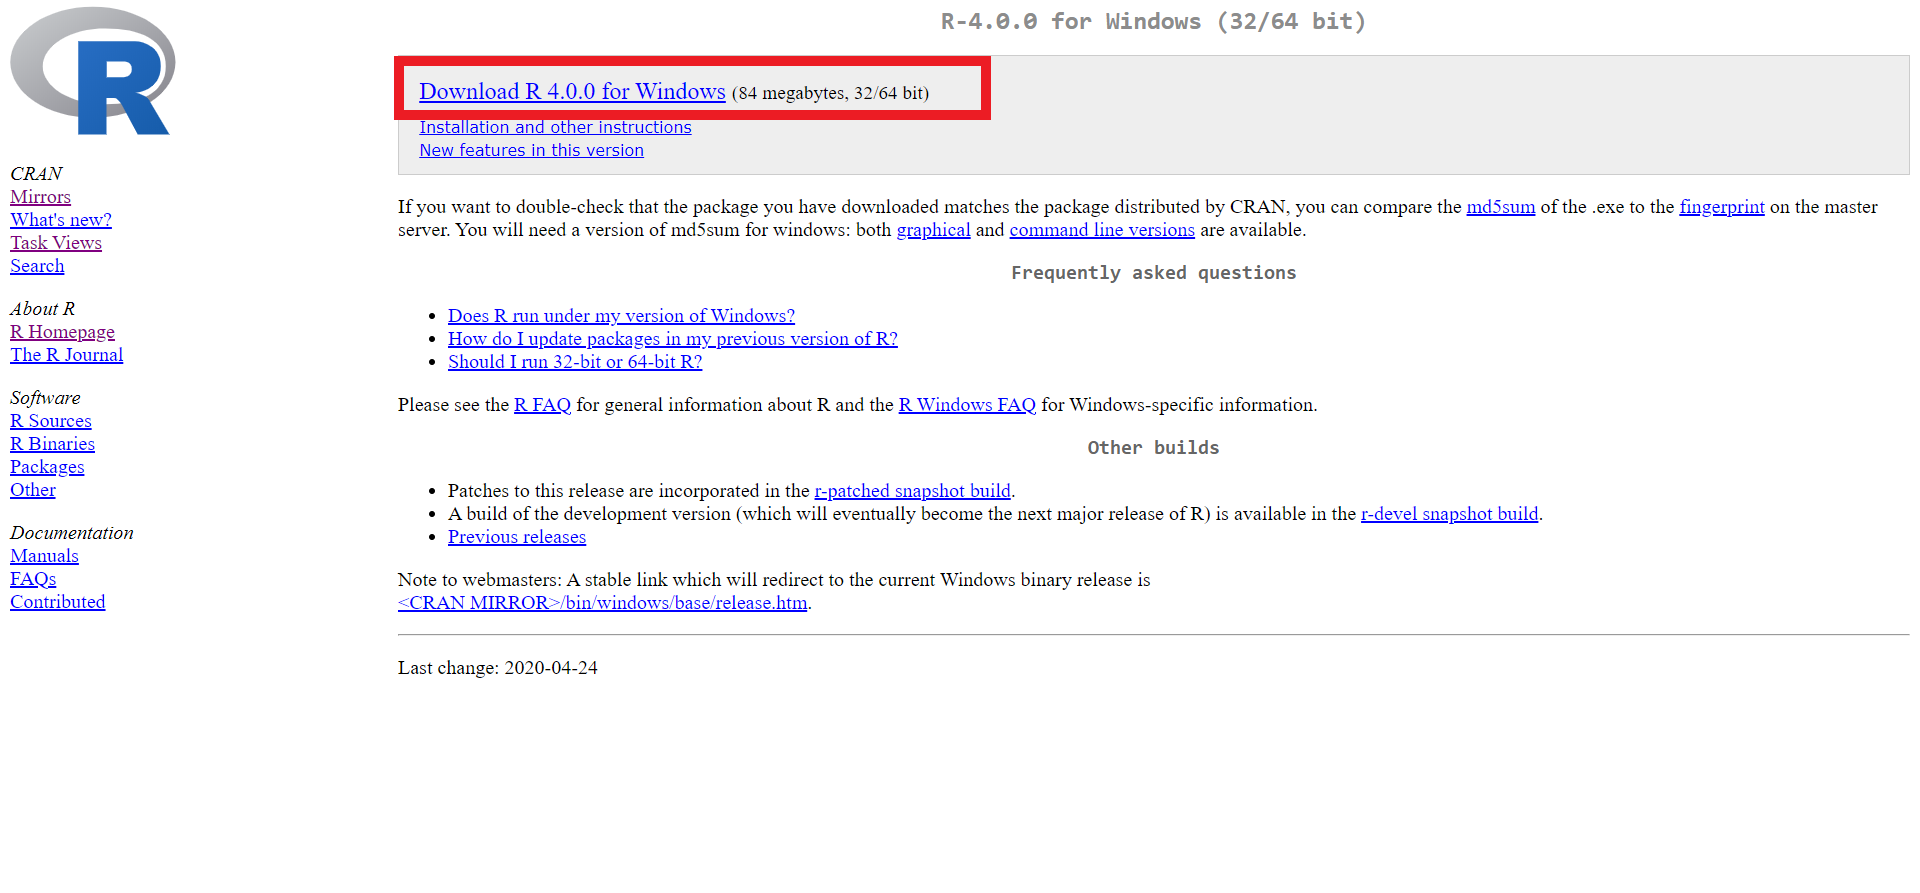 R
CRAN
Mirrors
What's new?
Task Views
Search
About R
R Homepage
The R Journal
Software
R Sources
R Binaries
Packages
Other
Documentation
Manuals
FAQs
Contributed
R-4.0.0 for Windows (32/64 bit)
Download R 4.0.0 for Windows (84 megabytes, 32/64 bit)
Installation and other instructions
New features in this version
If you want to double-check that the package you have downloaded matches the package distributed by CRAN, you can compare the md5sum of the .exe to the fingerprint on the master
server. You will need a version of md5sum for windows: both graphical and command line versions are available.
Frequently asked questions
• Does R run under my version of Windows?
• How do I update packages in my previous version of R?
• Should I run 32-bit or 64-bit R?
Please see the R FAQ for general information about R and the R Windows FAQ for Windows-specific information.
Other builds
• Patches to this release are incorporated in the r-patched snapshot build.
• A build of the development version (which will eventually become the next major release of R) is available in the r-devel snapshot build.
• Previous releases
Note to webmasters: A stable link which will redirect to the current Windows binary release is
<CRAN MIRROR>/bin/windows/base/release.htm.
Last change: 2020-04-24